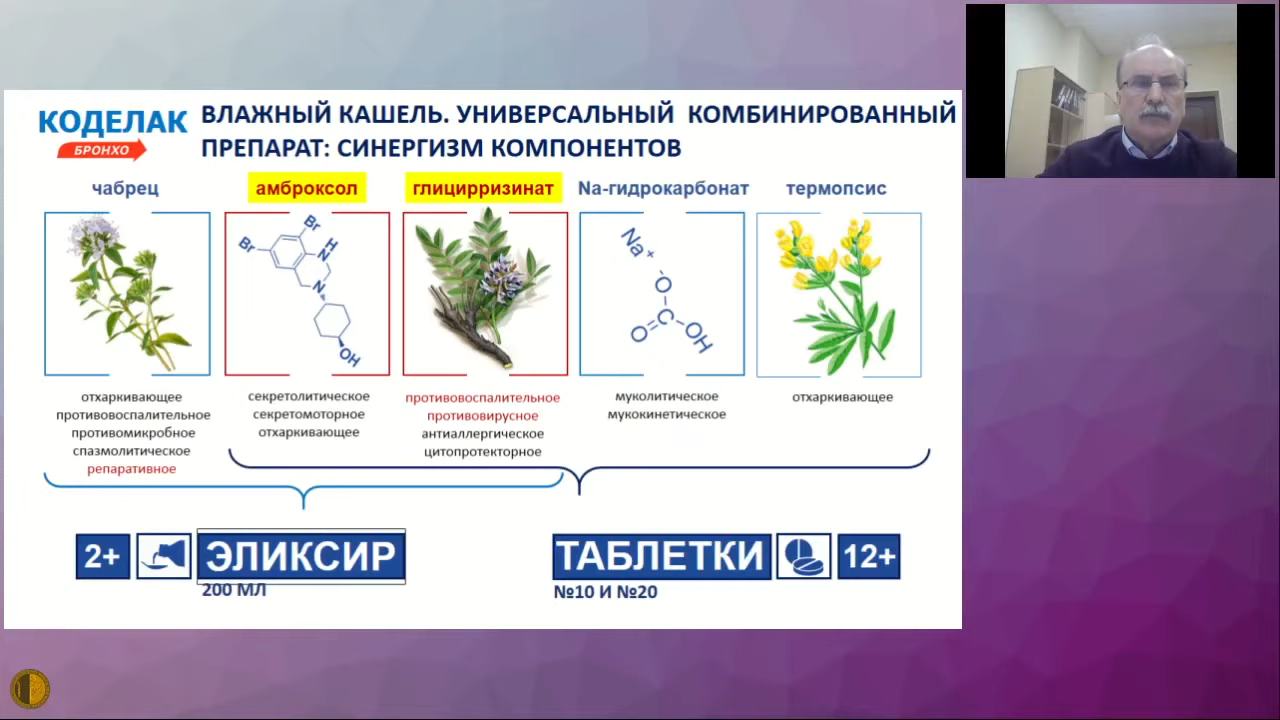 КОДЕЛАК
БРОНХО
ВЛАЖНЫЙ КАШЕЛЬ. УНИВЕРСАЛЬНЫЙ КОМБИНИРОВАННЫЙ
ПРЕПАРАТ: СИНЕРГИЗМ КОМПОНЕНТОВ
чабрец
амброксол
глицирризинат
Na-гидрокарбонат
термопсис
Br
Br
H
N
N
OH
Na+
-O
C
O
OH
отхаркивающее
противовоспалительное
противомикробное
спазмолитическое
репаративное
секретолитическое
секретомоторное
отхаркивающее
противовоспалительное
противовирусное
антиаллергическое
цитопротекторное
муколитическое
мукокинетическое
отхаркивающее
2+
ЭЛИКСИР
200 МЛ
ТАБЛЕТКИ
12+
№10 И №20